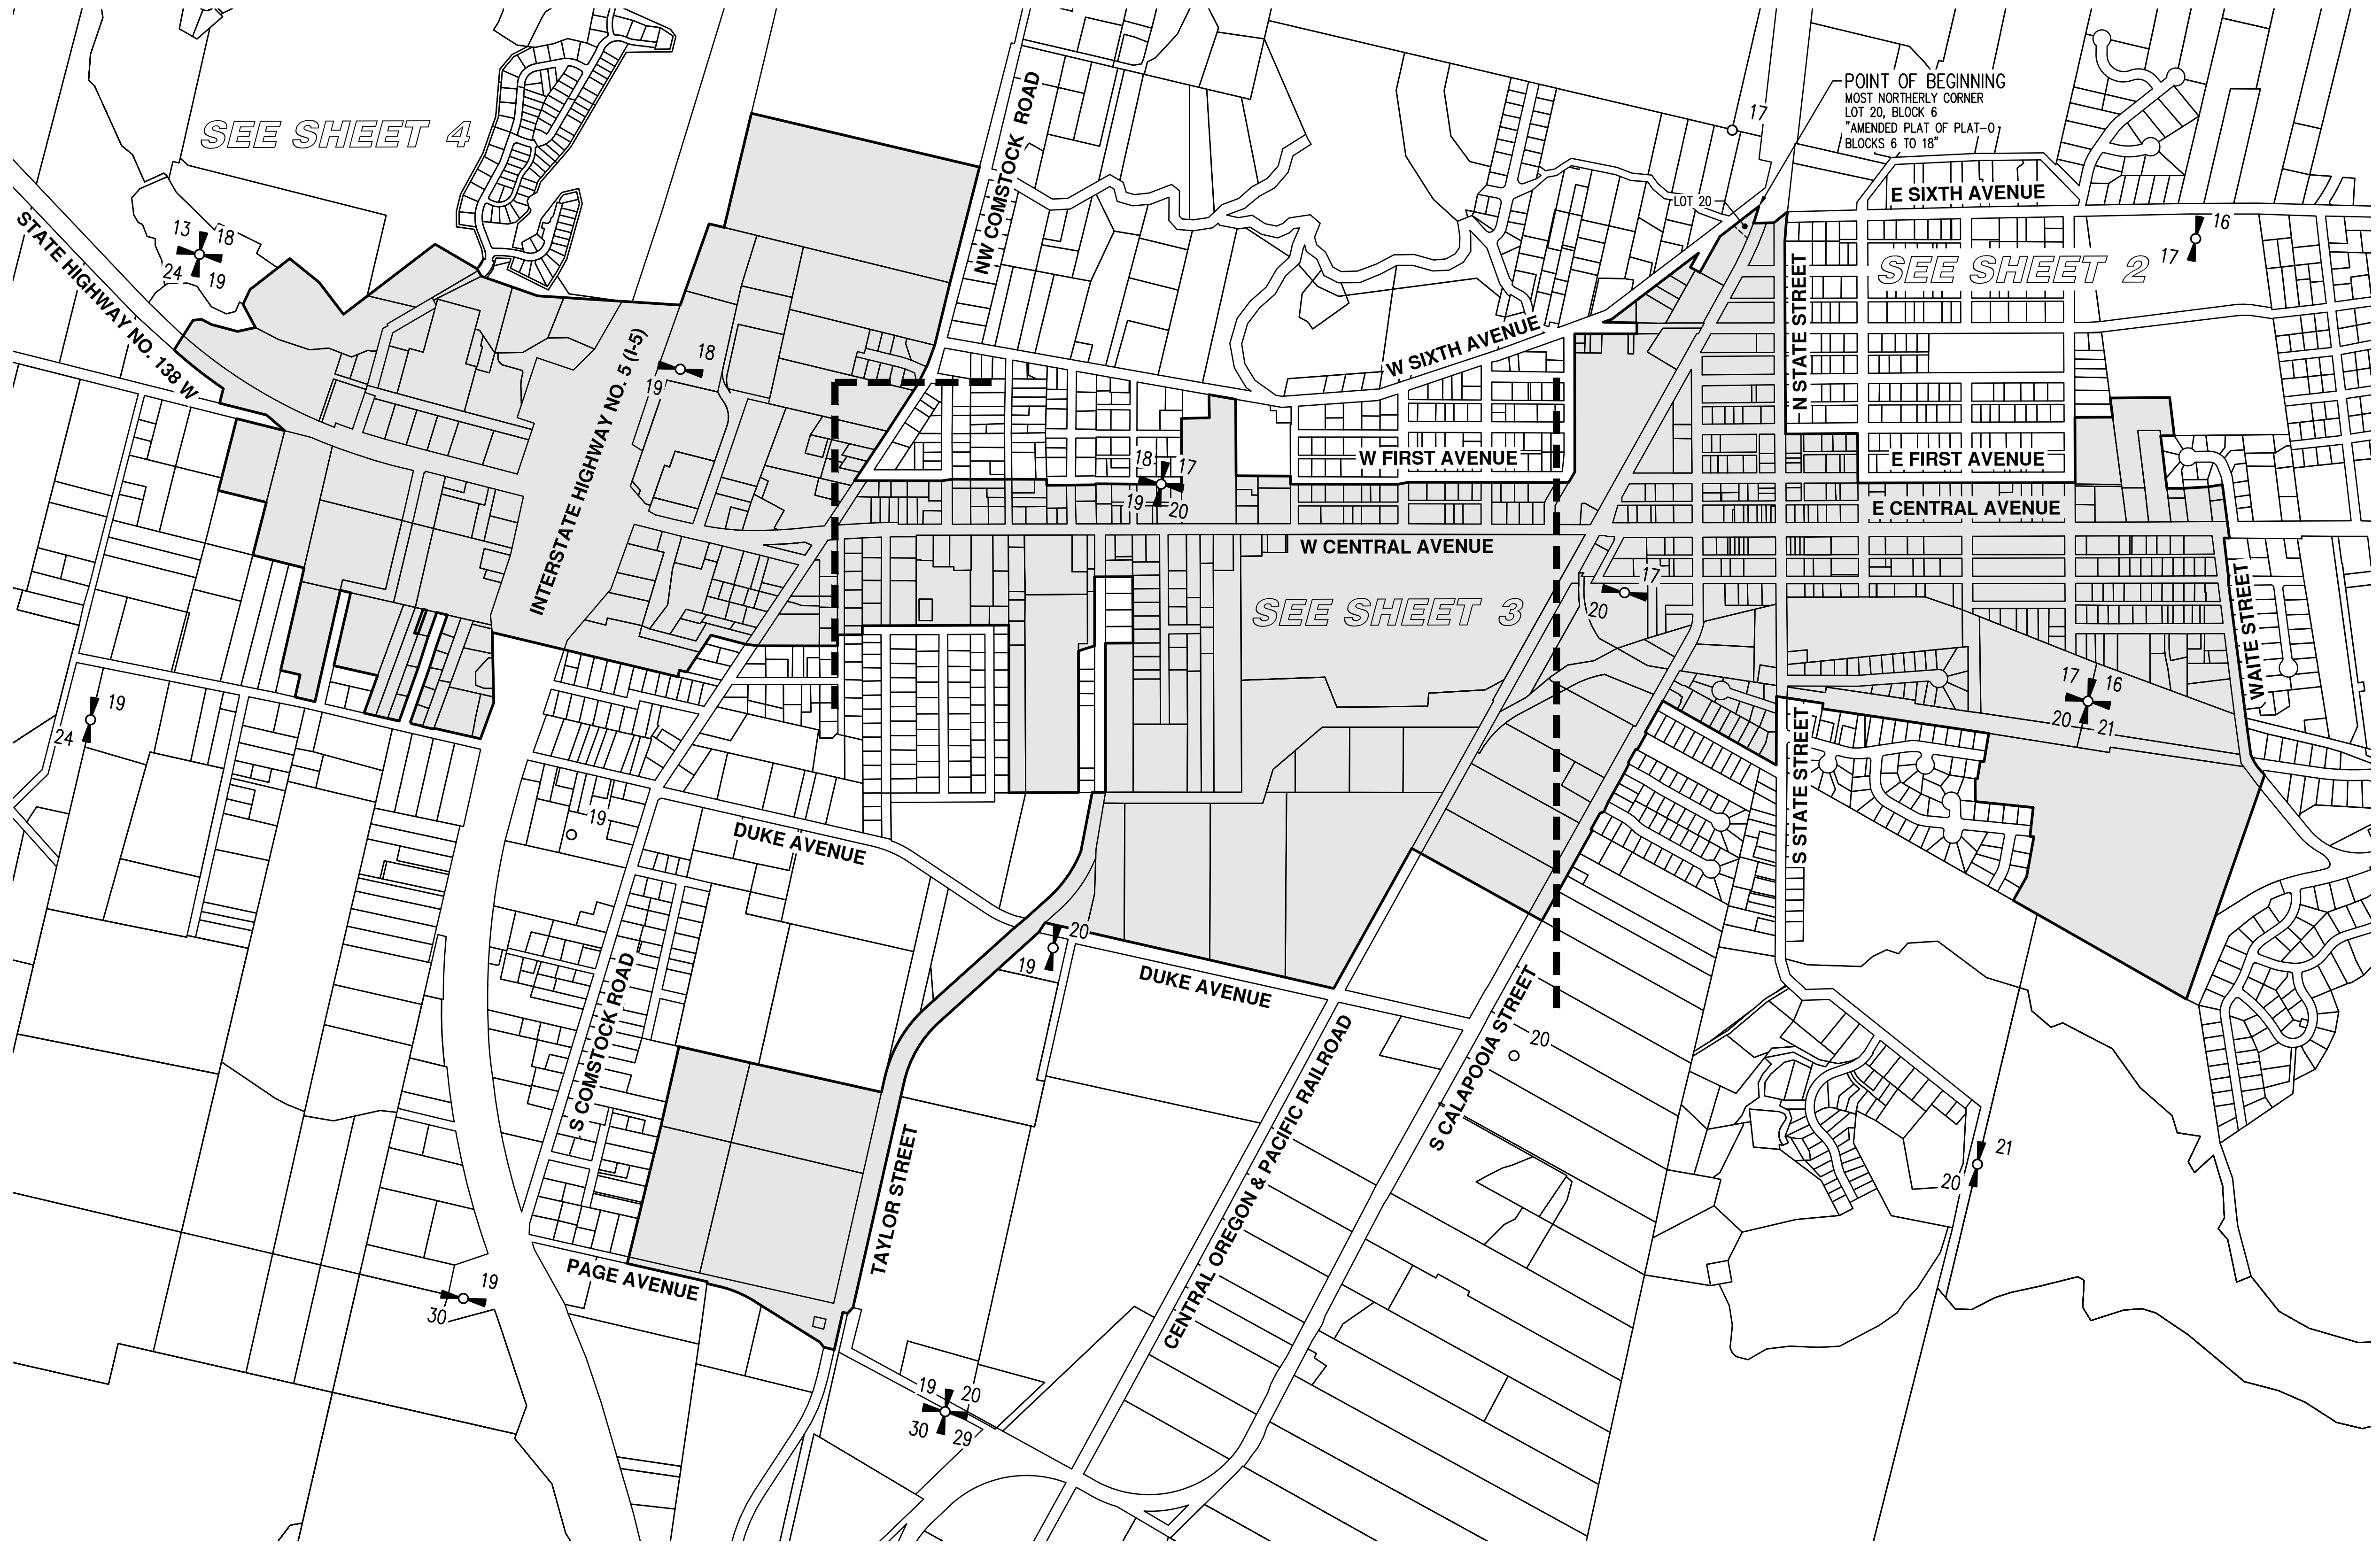 POINT OF BEGINNING
MOST NORTHERLY CORNER
LOT 20, BLOCK 6
"AMENDED PLAT OF PLAT-O,
BLOCKS 6 TO 18"
17
SEE SHEET 4
NW COMSTOCK ROAD
LOT 20
E SIXTH AVENUE
16
17
SEE SHEET 2
13 18
24 19
STATE HIGHWAY NO. 138 W
INTERSTATE HIGHWAY NO. 5 (I-5)
18
19
W SIXTH AVENUE
N STATE STREET
18 17
19 20
W FIRST AVENUE
E FIRST AVENUE
E CENTRAL AVENUE
W CENTRAL AVENUE
SEE SHEET 3
17
20
WAITE STREET
17 16
20 21
19
24
S STATE STREET
19
DUKE AVENUE
20
19
DUKE AVENUE
S COMSTOCK ROAD
S CALAPOOIA STREET
20
CENTRAL OREGON & PACIFIC RAILROAD
TAYLOR STREET
21
20
PAGE AVENUE
19
30
19 20
30 29